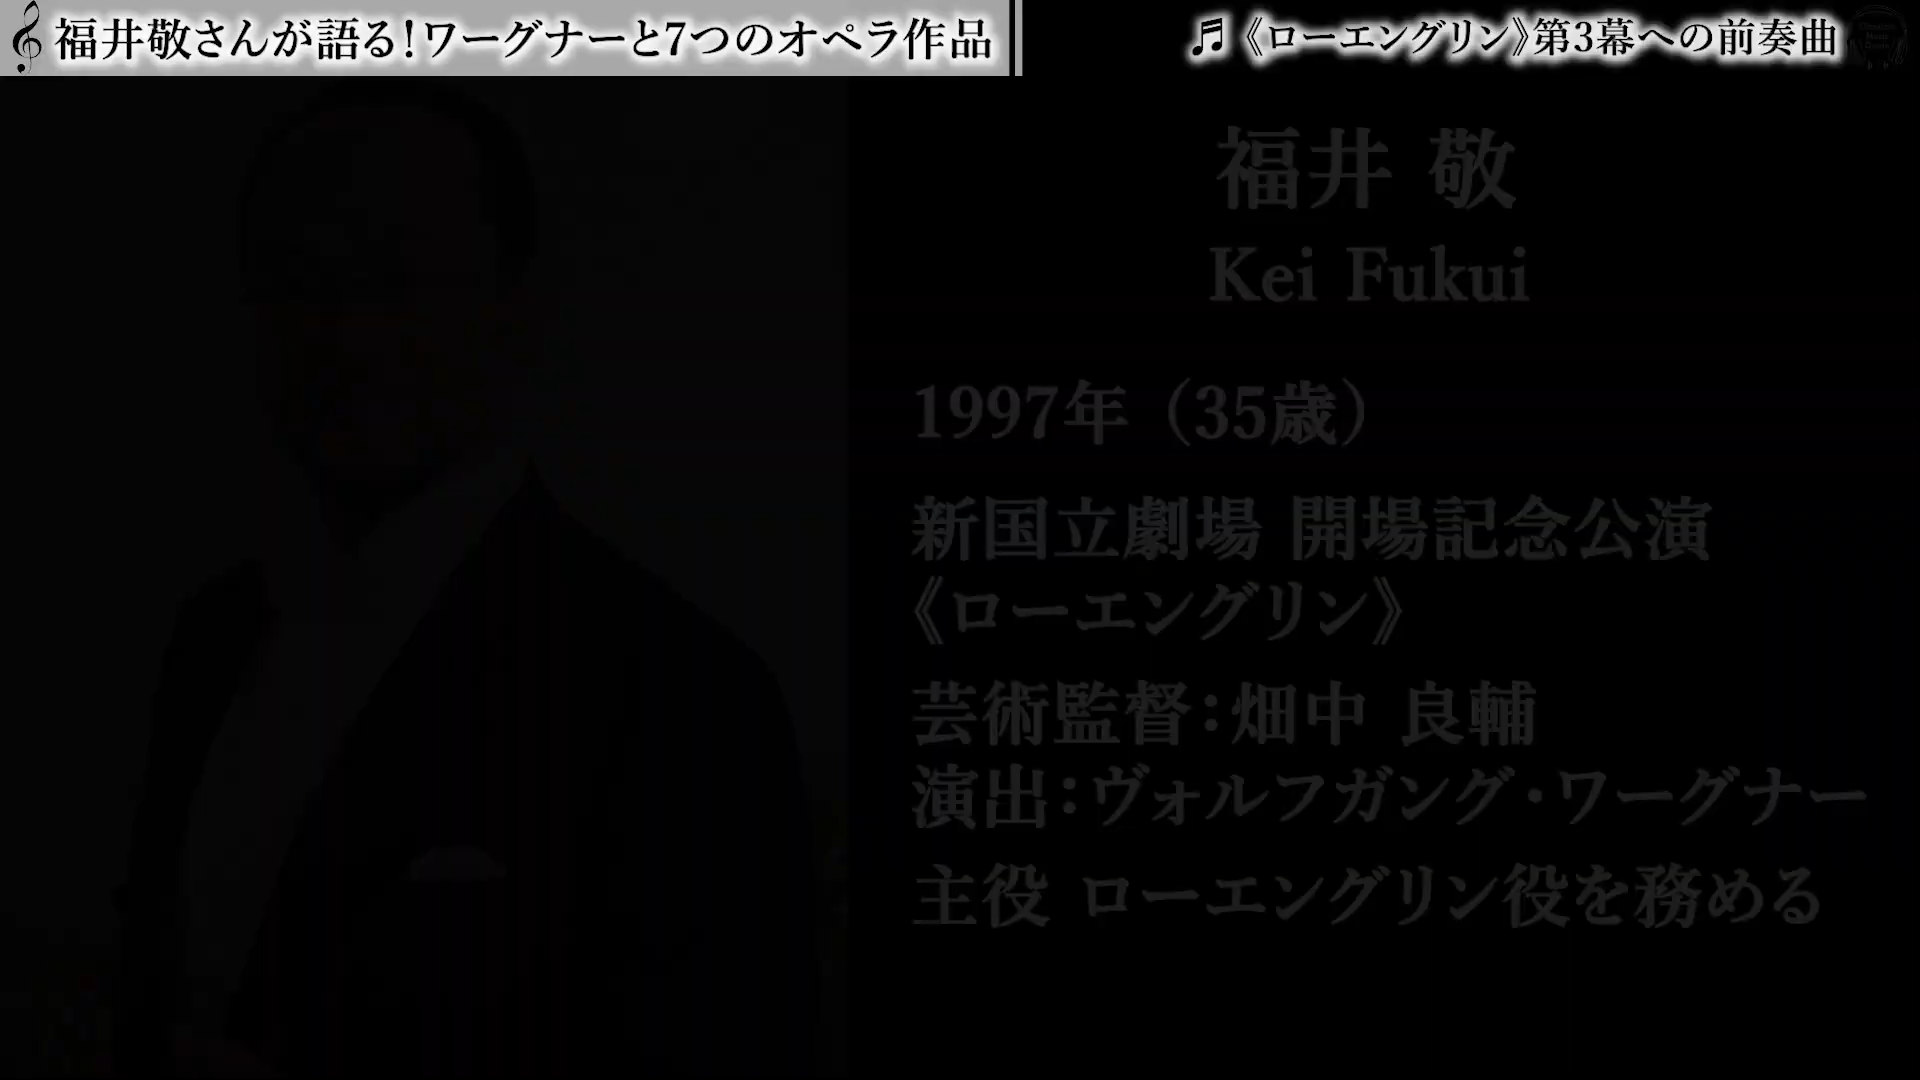 福井敬さんが語る!ワーグナーと7つのオペラ作品
♬《ローエングリン》第3幕への前奏曲
福井 敬
Kei Fukui
1997年（35歳）
新国立劇場 開場記念公演
《ローエングリン》
芸術監督：畑中 良輔
演出：ヴォルフガング・ワーグナー
主役 ローエングリン役を務める